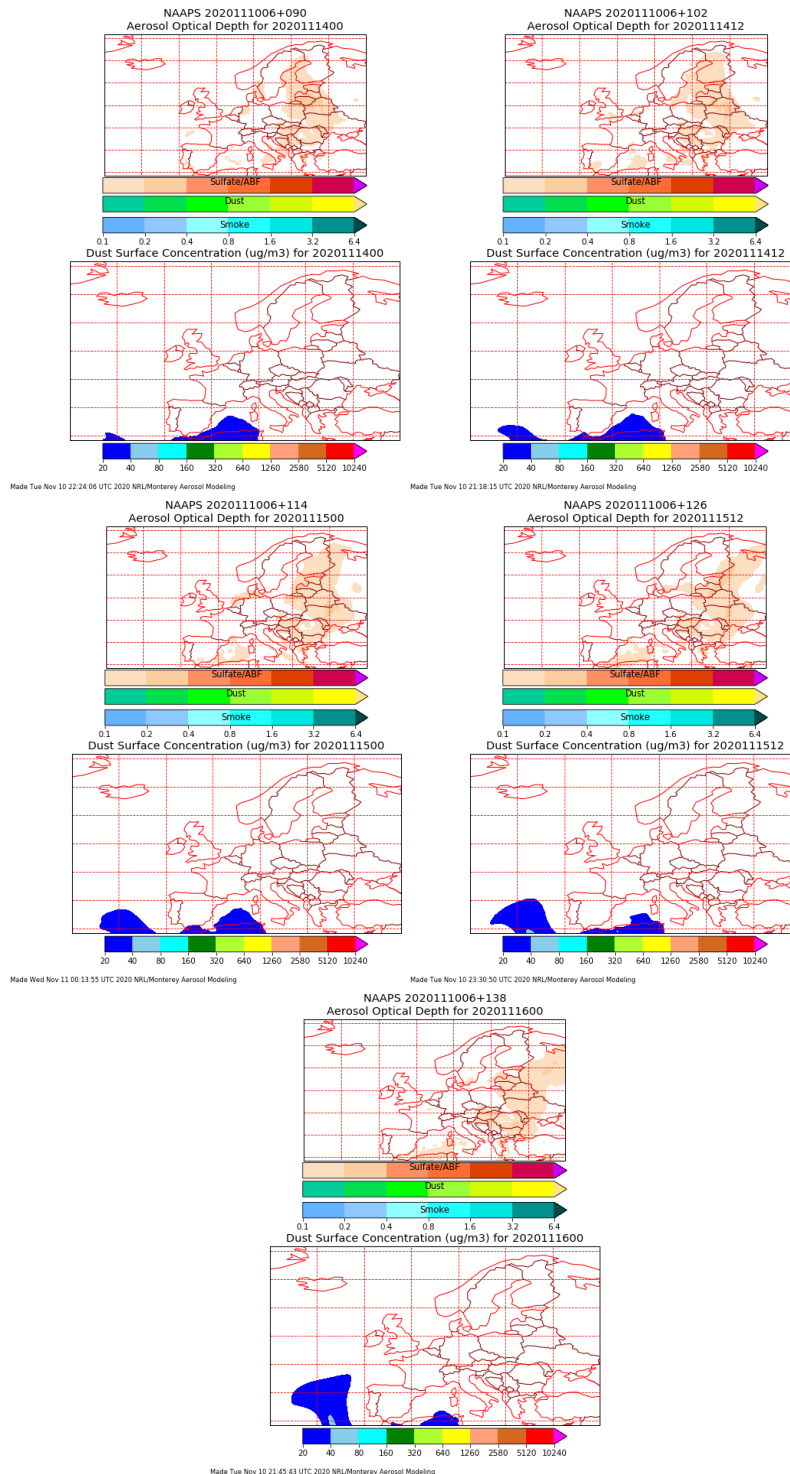 NAAPS 2020111006+090
Aerosol Optical Depth for 2020111400
Sulfate/ABF
Dust
Smoke
0.1 0.2 0.4 0.8 1.6 3.2 6.4
Dust Surface Concentration (ug/m3) for 2020111400
20 40 80 160 320 640 1260 2580 5120 10240
Made Tue Nov 10 22:24:06 UTC 2020 NRL/Monterey Aerosol Modeling
NAAPS 2020111006+102
Aerosol Optical Depth for 2020111412
Sulfate/ABF
Dust
Smoke
0.1 0.2 0.4 0.8 1.6 3.2 6.4
Dust Surface Concentration (ug/m3) for 2020111412
20 40 80 160 320 640 1260 2580 5120 10240
Made Tue Nov 10 21:18:15 UTC 2020 NRL/Monterey Aerosol Modeling
NAAPS 2020111006+114
Aerosol Optical Depth for 2020111500
Sulfate/ABF
Dust
Smoke
0.1 0.2 0.4 0.8 1.6 3.2 6.4
Dust Surface Concentration (ug/m3) for 2020111500
20 40 80 160 320 640 1260 2580 5120 10240
Made Wed Nov 11 00:13:55 UTC 2020 NRL/Monterey Aerosol Modeling
NAAPS 2020111006+126
Aerosol Optical Depth for 2020111512
Sulfate/ABF
Dust
Smoke
0.1 0.2 0.4 0.8 1.6 3.2 6.4
Dust Surface Concentration (ug/m3) for 2020111512
20 40 80 160 320 640 1260 2580 5120 10240
Made Tue Nov 10 23:30:50 UTC 2020 NRL/Monterey Aerosol Modeling
NAAPS 2020111006+138
Aerosol Optical Depth for 2020111600
Sulfate/ABF
Dust
Smoke
0.1 0.2 0.4 0.8 1.6 3.2 6.4
Dust Surface Concentration (ug/m3) for 2020111600
20 40 80 160 320 640 1260 2580 5120 10240
Made Tue Nov 10 21:45:43 UTC 2020 NRL/Monterey Aerosol Modeling